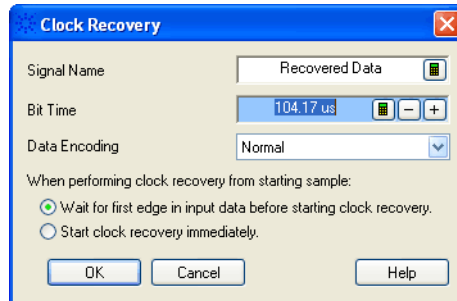 Clock Recovery
Signal Name Recovered Data
Bit Time 104.17 us
Data Encoding Normal
When performing clock recovery from starting sample:
Wait for first edge in input data before starting clock recovery.
Start clock recovery immediately.
OK Cancel Help